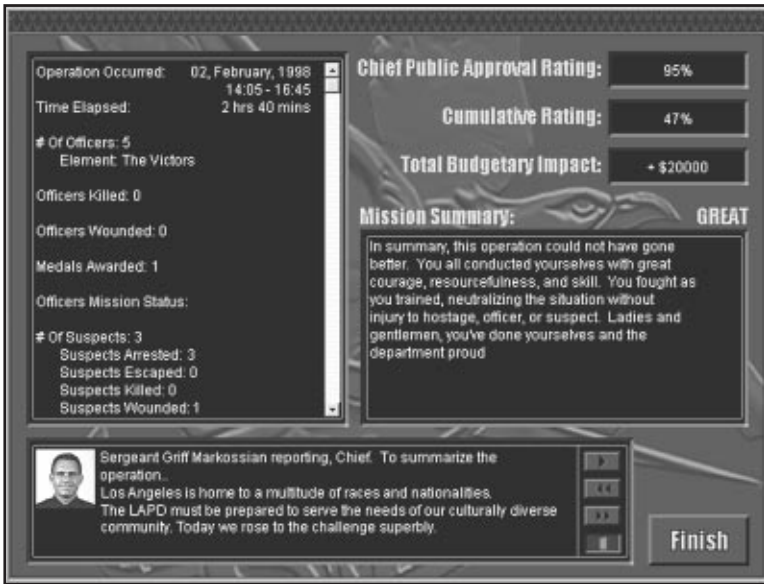 Operation Occurred: 02, February, 1998
14:05 - 16:45
Time Elapsed: 2 hrs 40 mins
# Of Officers: 5
Element: The Victors
Officers Killed: 0
Officers Wounded: 0
Medals Awarded: 1
Officers Mission Status:
# Of Suspects: 3
Suspects Arrested: 3
Suspects Escaped: 0
Suspects Killed: 0
Suspects Wounded: 1
Chief Public Approval Rating: 95%
Cumulative Rating: 47%
Total Budgetary Impact: + $20000
Mission Summary: GREAT
In summary, this operation could not have gone
better. You all conducted yourselves with great
courage, resourcefulness, and skill. You fought as
you trained, neutralizing the situation without
injury to hostage, officer, or suspect. Ladies and
gentlemen, you've done yourselves and the
department proud
Sergeant Griff Markossian reporting, Chief. To summarize the
operation..
Los Angeles is home to a multitude of races and nationalities.
The LAPD must be prepared to serve the needs of our culturally diverse
community. Today we rose to the challenge superbly.
Finish